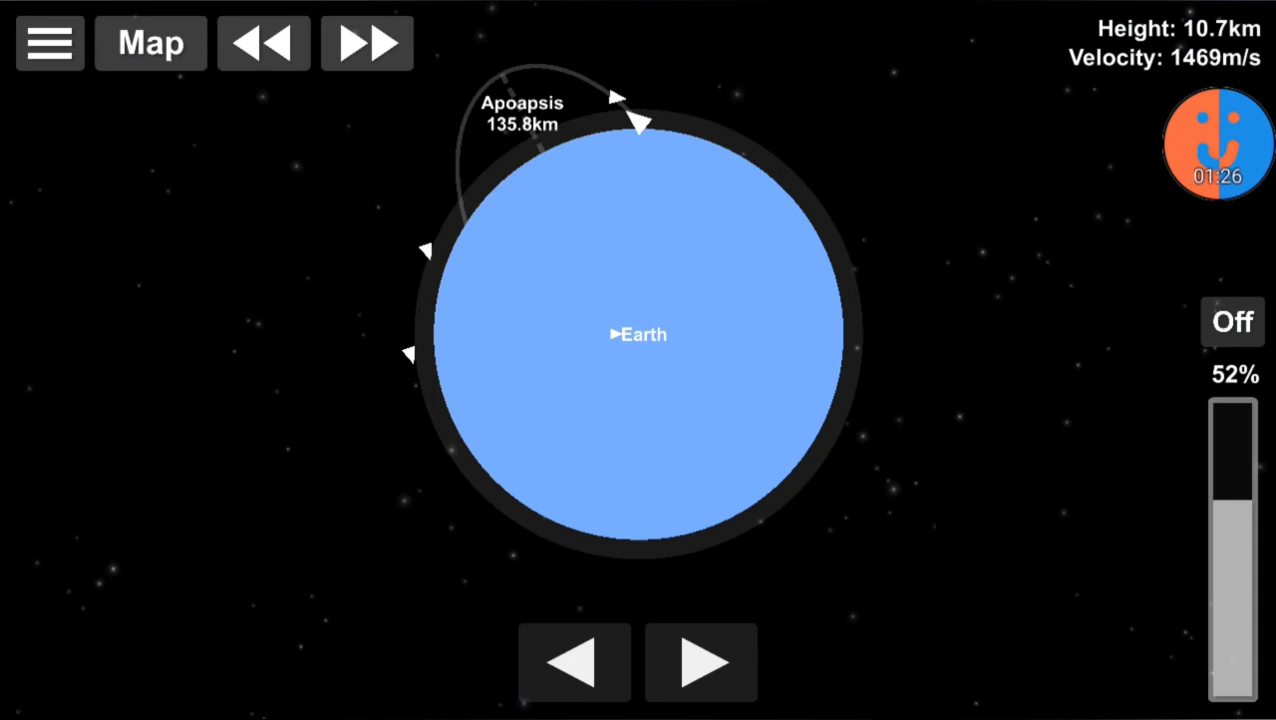 Map
Height: 10.7km
Velocity: 1469m/s
Apoapsis
135.8km
01:26
Off
Earth
52%